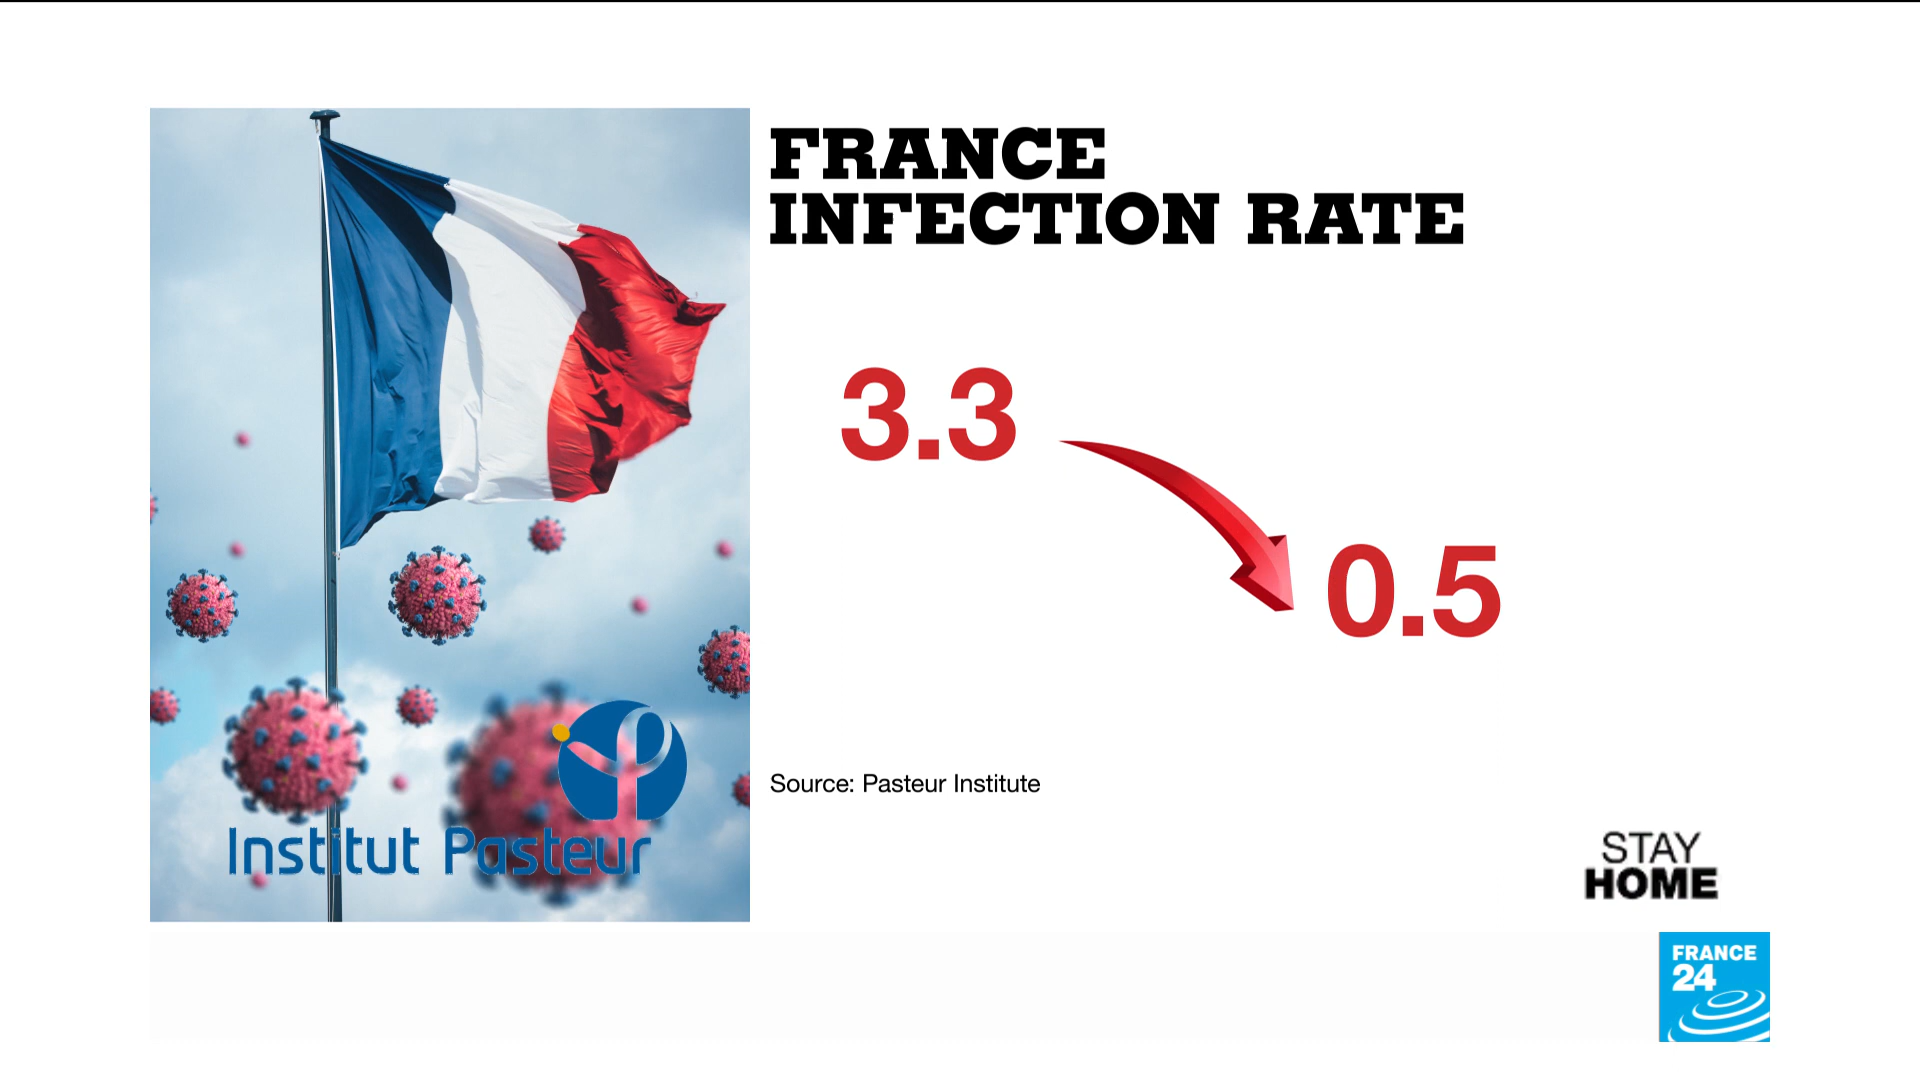 FRANCE
INFECTION RATE
3.3
0.5
Source: Pasteur Institute
Institut Pasteur
STAY
HOME
FRANCE
24